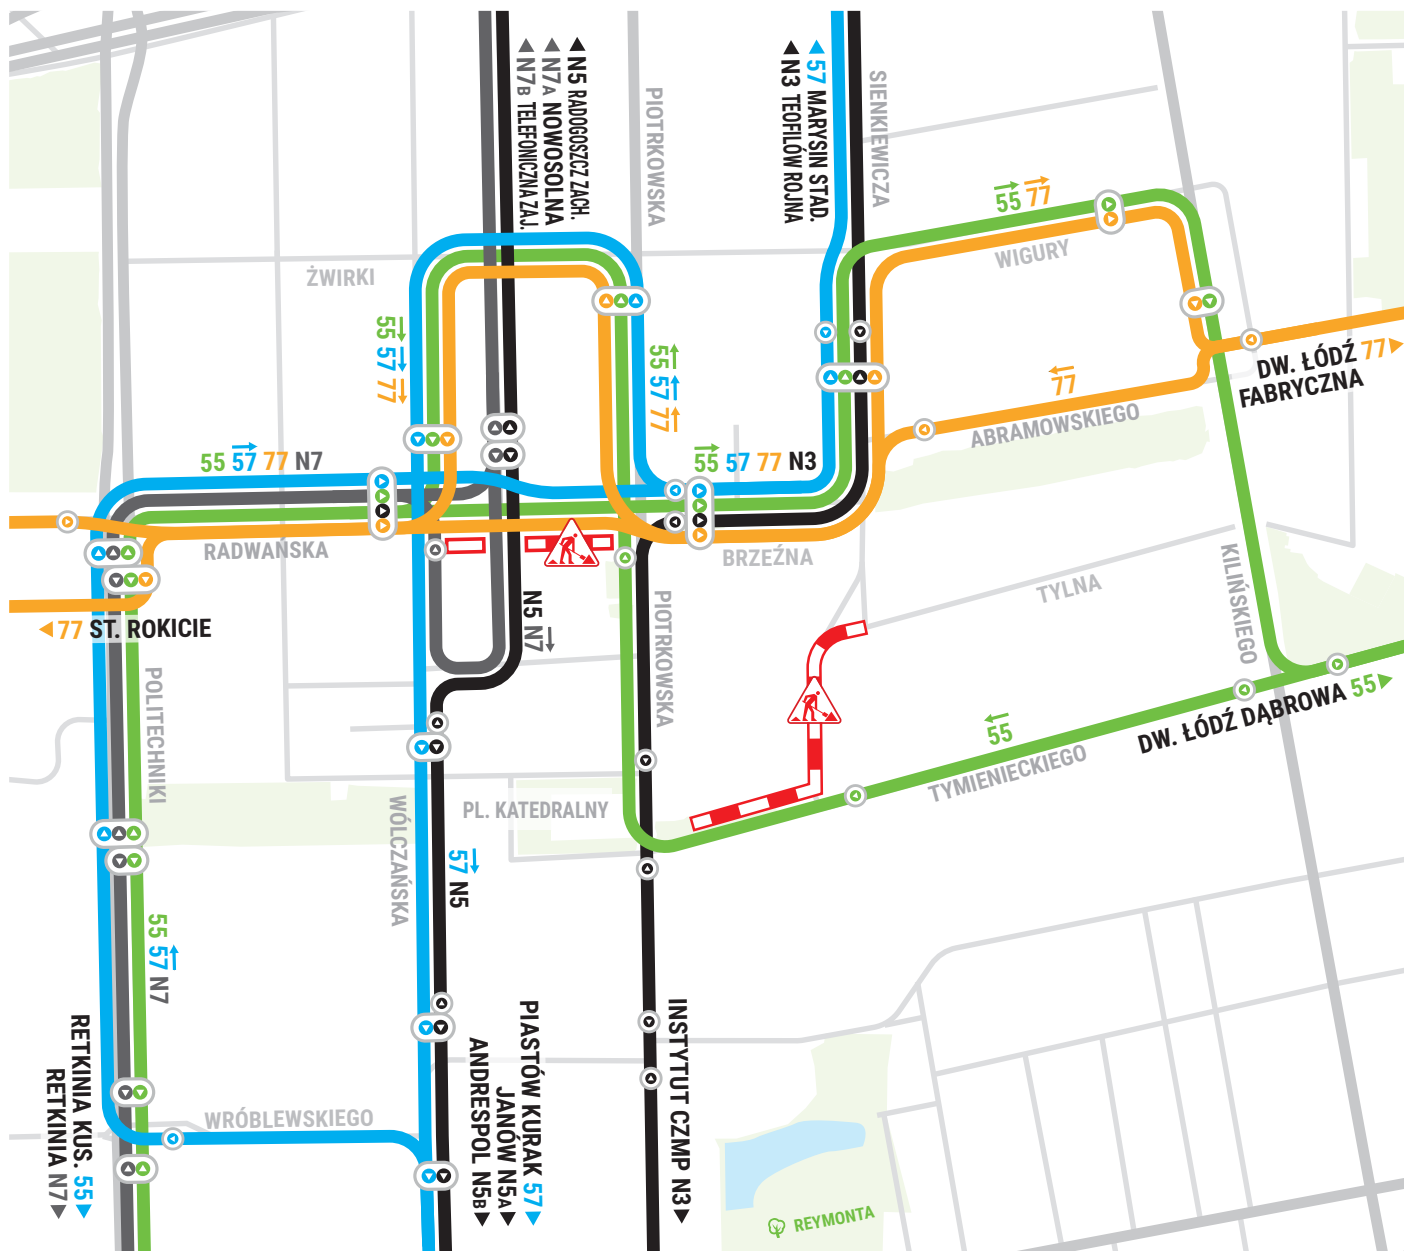 N7B TELEFONICZNA ZAJ.
N7A NOWOSOLNA
N5 RADOGOSZCZ ZACH.
PIOTRKOWSKA
N3 TEOFILÓW ROJNA
57 MARYSIN STAD.
SIENKIEWICZA
55 77
WIGURY
ŻWIRKI
55
57
77
55
57
77
DW. ŁÓDŹ 77
FABRYCZNA
77
ABRAMOWSKIEGO
55 57 77 N7
55 57 77 N3
RADWAŃSKA
BRZEŹNA
KILIŃSKIEGO
TYLNA
N5 N7
PIOTRKOWSKA
77 ST. ROKICIE
POLITECHNIKI
DW. ŁÓDŹ DĄBROWA 55
55
TYMIENIECKIEGO
PL. KATEDRALNY
WÓLCZAŃSKA
57
N5
55
57
N7
RETKINIA KUS. 55
RETKINIA N7
WRÓBLEWSKIEGO
PIASTÓW KURAK 57
JANÓW N5A
ANDRESPOL N5B
INSTYTUT CZMP N3
REYMONTA